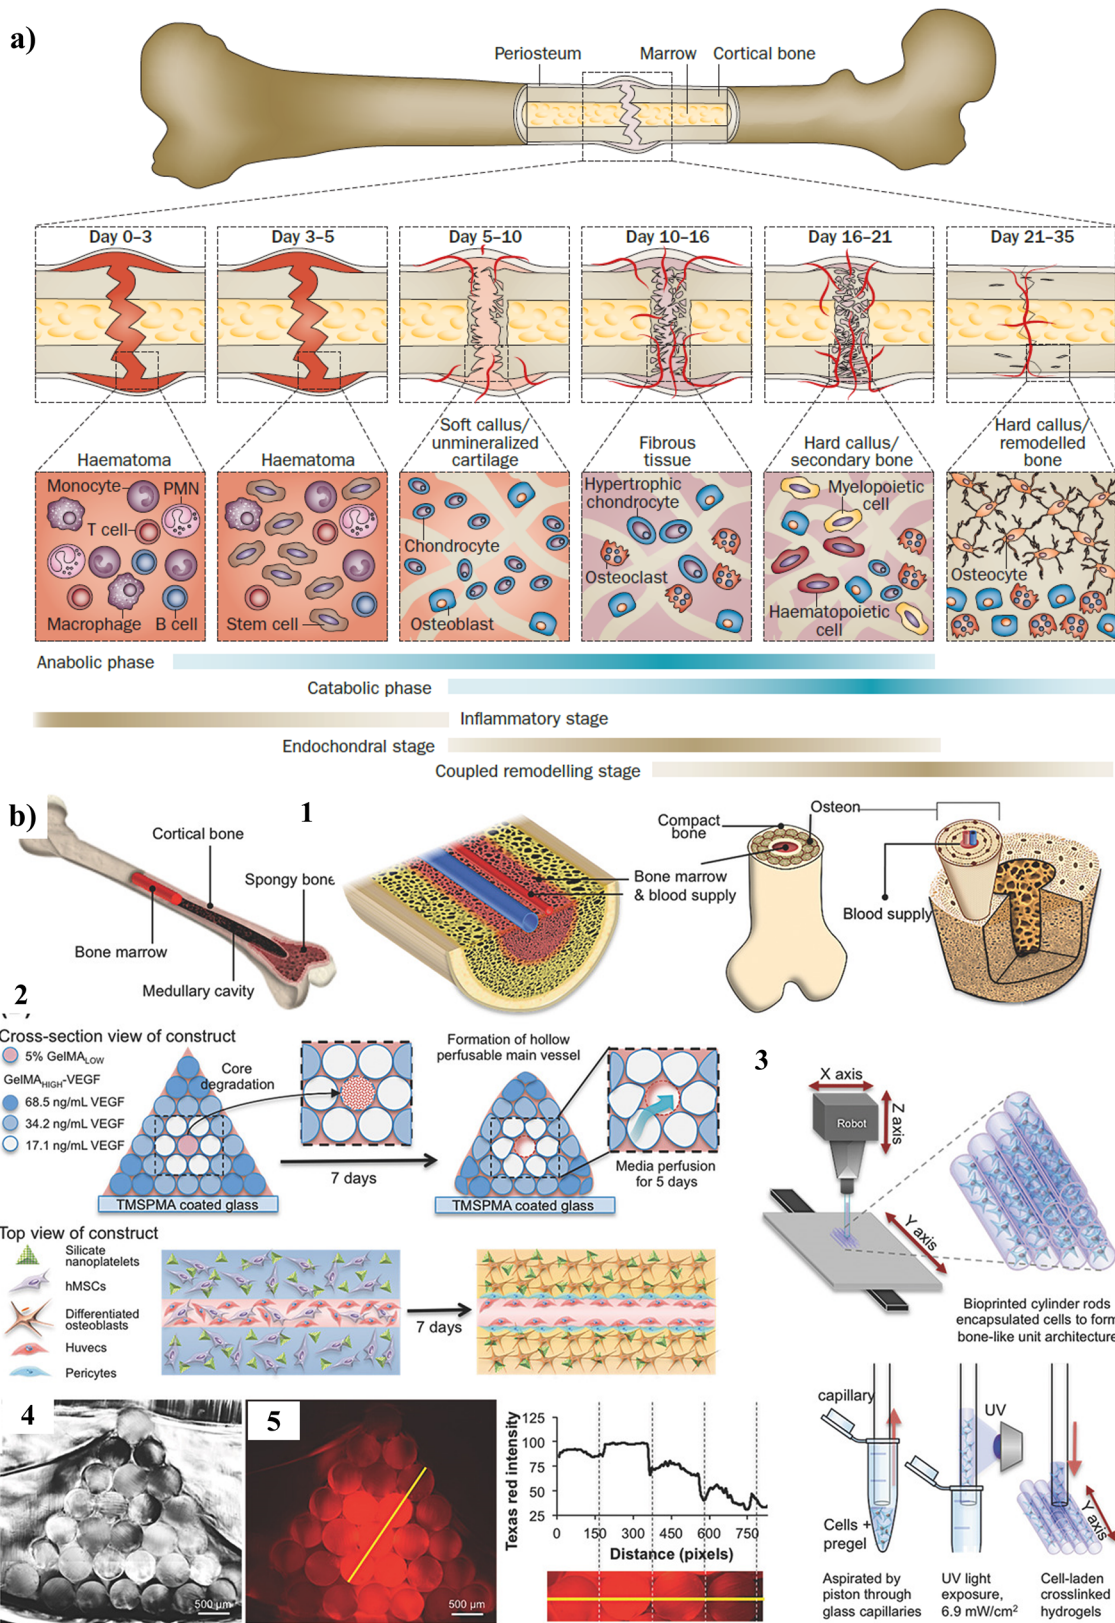 a)
Periosteum
Marrow
Cortical bone
Day 0–3
Day 3–5
Day 5–10
Day 10–16
Day 16–21
Day 21–35
Haematoma
Haematoma
Soft callus/
unmineralized
cartilage
Fibrous
tissue
Hard callus/
secondary bone
Hard callus/
remodelled
bone
Monocyte
PMN
T cell
Macrophage
B cell
Stem cell
Chondrocyte
Osteoblast
Hypertrophic
chondrocyte
Osteoclast
Myelopoietic
cell
Haematopoietic
cell
Osteocyte
Anabolic phase
Catabolic phase
Inflammatory stage
Endochondral stage
Coupled remodelling stage
b)
Cortical bone
Spongy bone
Bone marrow
Medullary cavity
1
Compact
bone
Osteon
Bone marrow
& blood supply
Blood supply
2
Cross-section view of construct
5% GelMALOW
GelMAHIGH-VEGF
68.5 ng/mL VEGF
34.2 ng/mL VEGF
17.1 ng/mL VEGF
Core
degradation
7 days
TMSPMA coated glass
Formation of hollow
perfusable main vessel
Media perfusion
for 5 days
TMSPMA coated glass
Top view of construct
Silicate
nanoplatelets
hMSCs
Differentiated
osteoblasts
Huvecs
Pericytes
7 days
3
X axis
Z axis
Robot
Y axis
Bioprinted cylinder rods
encapsulated cells to form
bone-like unit architecture
capillary
UV
Cells +
pregel
Y axis
Aspirated by
piston through
glass capillaries
UV light
exposure,
6.9 mW/cm²
Cell-laden
crosslinked
hydrogels
4
500 µm
5
500 µm
Texas red intensity
125
100
75
50
25
0
150
300
450
600
750
Distance (pixels)